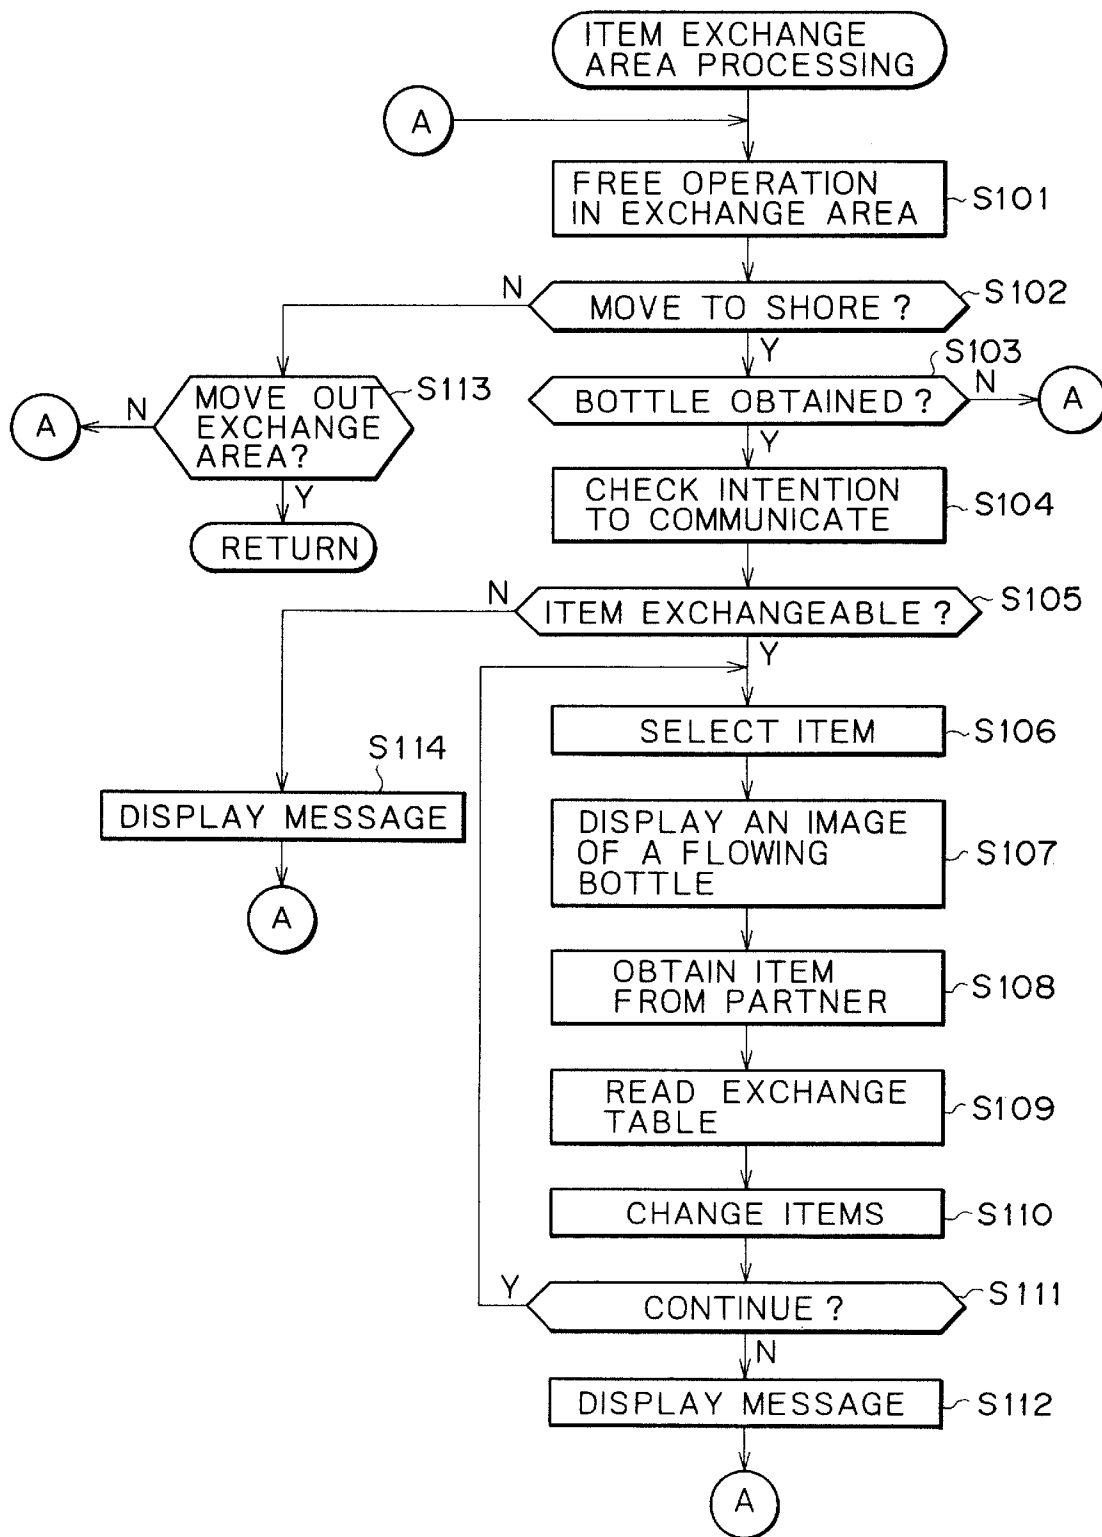 ITEM EXCHANGE
AREA PROCESSING
A
FREE OPERATION
IN EXCHANGE AREA
S101
N
MOVE TO SHORE ?
S102
Y
S103
MOVE OUT
EXCHANGE
AREA?
S113
N
A
BOTTLE OBTAINED ?
N
A
Y
Y
CHECK INTENTION
TO COMMUNICATE
S104
RETURN
N
ITEM EXCHANGEABLE ?
S105
Y
SELECT ITEM
S106
S114
DISPLAY MESSAGE
A
DISPLAY AN IMAGE
OF A FLOWING
BOTTLE
S107
OBTAIN ITEM
FROM PARTNER
S108
READ EXCHANGE
TABLE
S109
CHANGE ITEMS
S110
Y
CONTINUE ?
S111
N
DISPLAY MESSAGE
S112
A